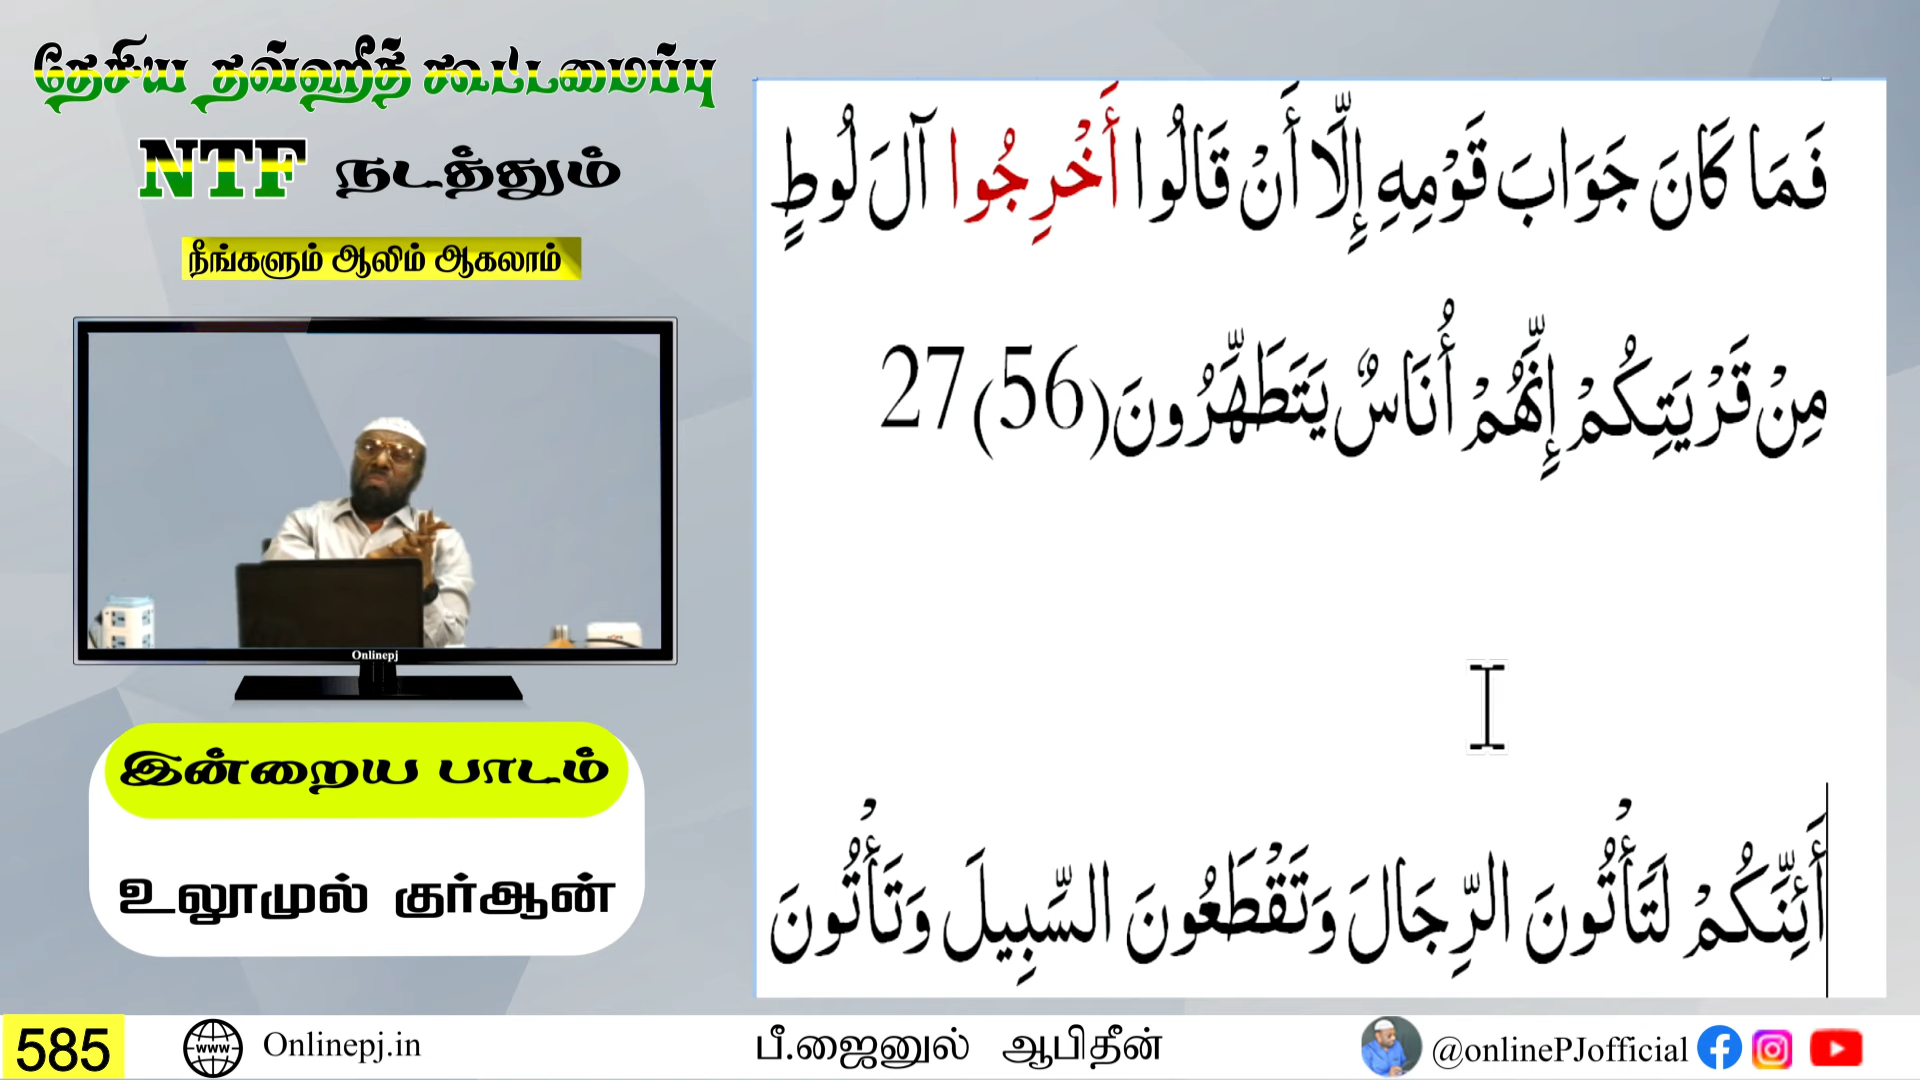 தேசிய தவ்ஹீத் கூட்டமைப்பு
NTF நடத்தும்
நீங்களும் ஆலிம் ஆகலாம்
Onlinepj
இன்றைய பாடம்
உலூமுல் குர்ஆன்
فَمَا كَانَ جَوَابَ قَوْمِهِ إِلَّا أَنْ قَالُوا أَخْرِجُوا آلَ لُوطٍ
مِنْ قَرْيَتِكُمْ إِنَّهُمْ أُنَاسٌ يَتَطَهَّرُونَ(56)27
أَئِنَّكُمْ لَتَأْتُونَ الرِّجَالَ وَتَقْطَعُونَ السَّبِيلَ وَتَأْتُونَ
585
www
Onlinepj.in
பீ.ஜைனுல் ஆபிதீன்
@onlinePJofficial